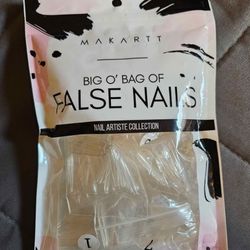 MAKARTT
BIG O' BAG OF
FALSE NAILS
NAIL ARTISTE COLLECTION